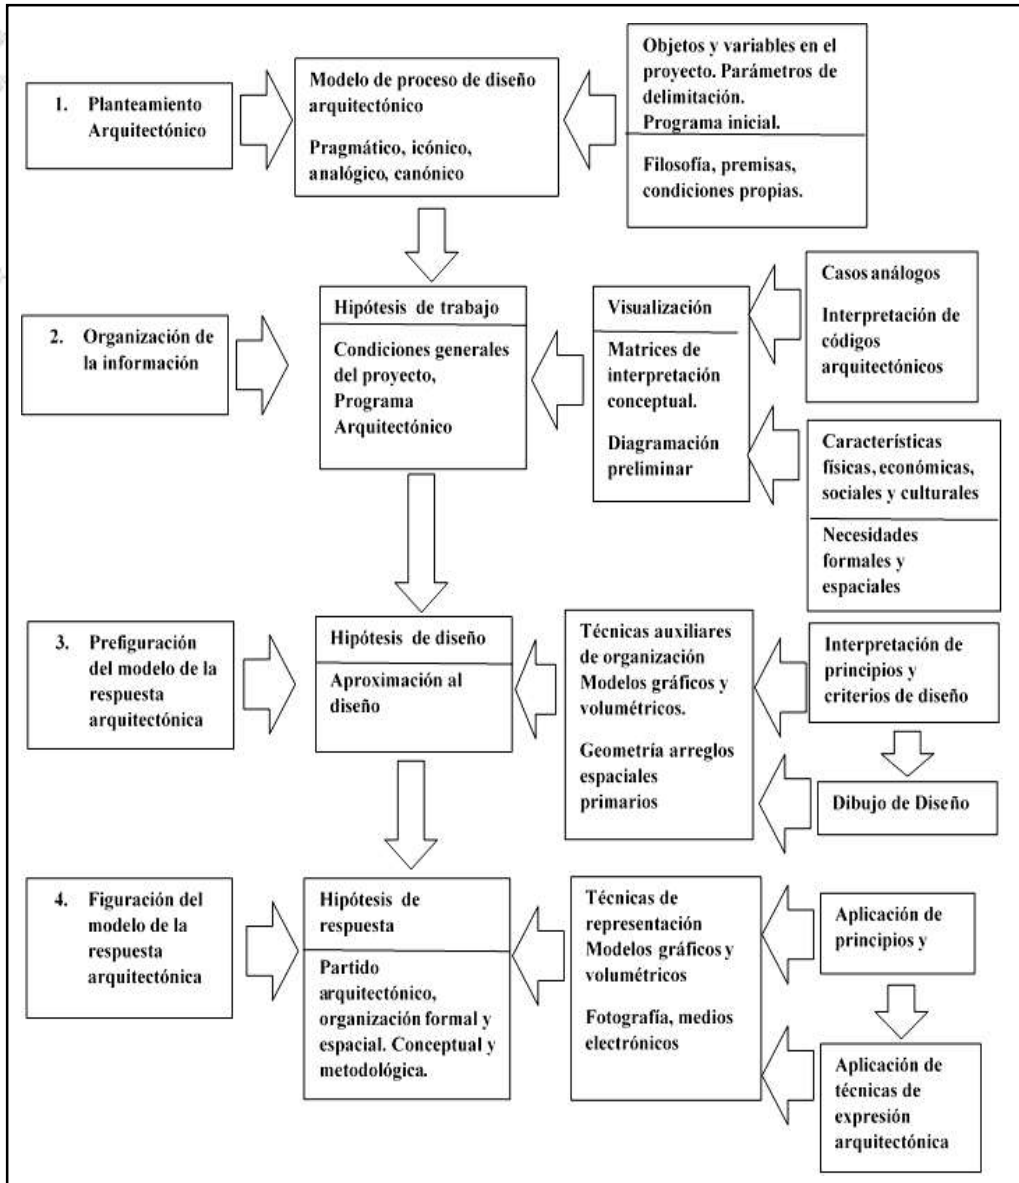 1. Planteamiento
Arquitectónico
Modelo de proceso de diseño
arquitectónico
Pragmático, icónico,
analógico, canónico
Objetos y variables en el
proyecto. Parámetros de
delimitación.
Programa inicial.
Filosofía, premisas,
condiciones propias.
2. Organización de
la información
Hipótesis de trabajo
Condiciones generales
del proyecto,
Programa
Arquitectónico
Visualización
Matrices de
interpretación
conceptual.
Diagramación
preliminar
Casos análogos
Interpretación de
códigos
arquitectónicos
Características
físicas, económicas,
sociales y culturales
Necesidades
formales y
espaciales
3. Prefiguración
del modelo de la
respuesta
arquitectónica
Hipótesis de diseño
Aproximación al
diseño
Técnicas auxiliares
de organización
Modelos gráficos y
volumétricos.
Geometría arreglos
espaciales
primarios
Interpretación de
principios y
criterios de diseño
Dibujo de Diseño
4. Figuración del
modelo de la
respuesta
arquitectónica
Hipótesis de
respuesta
Partido
arquitectónico,
organización formal y
espacial. Conceptual y
metodológica.
Técnicas de
representación
Modelos gráficos y
volumétricos
Fotografía, medios
electrónicos
Aplicación de
principios y
Aplicación de
técnicas de
expresión
arquitectónica